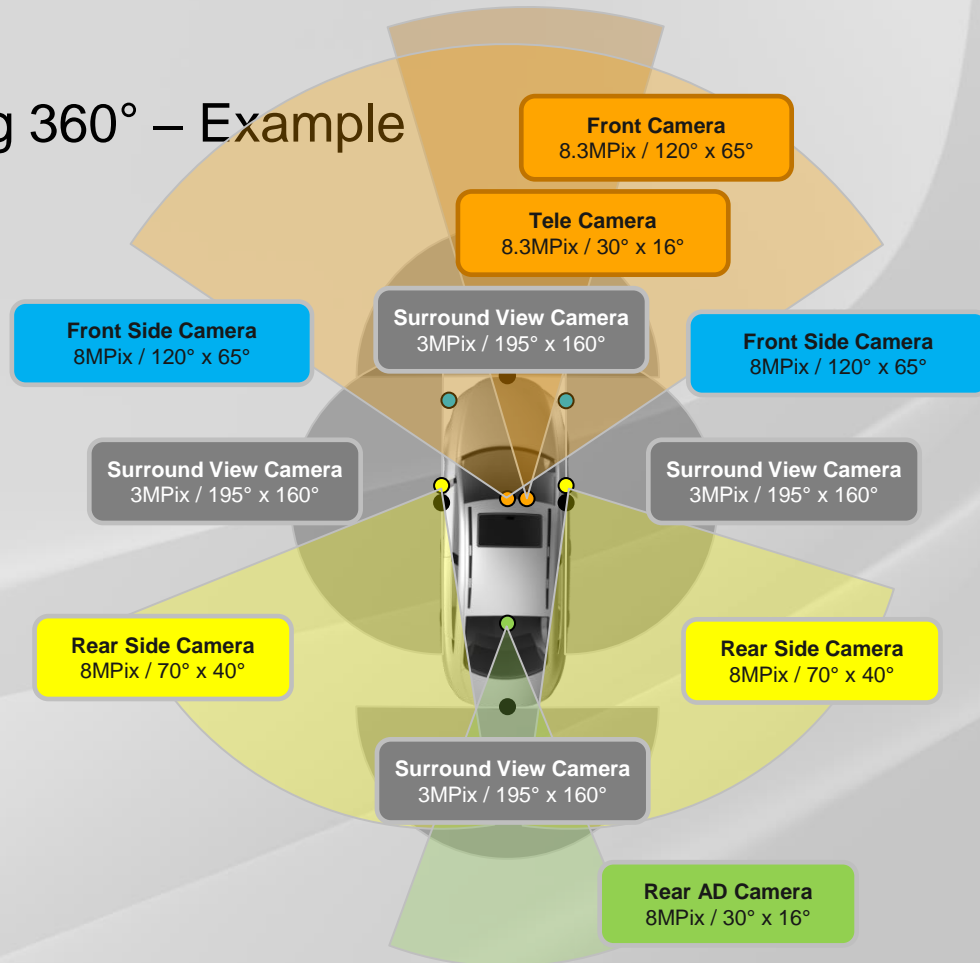 g 360° – Example
Front Camera
8.3MPix / 120° x 65°
Tele Camera
8.3MPix / 30° x 16°
Surround View Camera
3MPix / 195° x 160°
Front Side Camera
8MPix / 120° x 65°
Front Side Camera
8MPix / 120° x 65°
Surround View Camera
3MPix / 195° x 160°
Surround View Camera
3MPix / 195° x 160°
Rear Side Camera
8MPix / 70° x 40°
Rear Side Camera
8MPix / 70° x 40°
Surround View Camera
3MPix / 195° x 160°
Rear AD Camera
8MPix / 30° x 16°